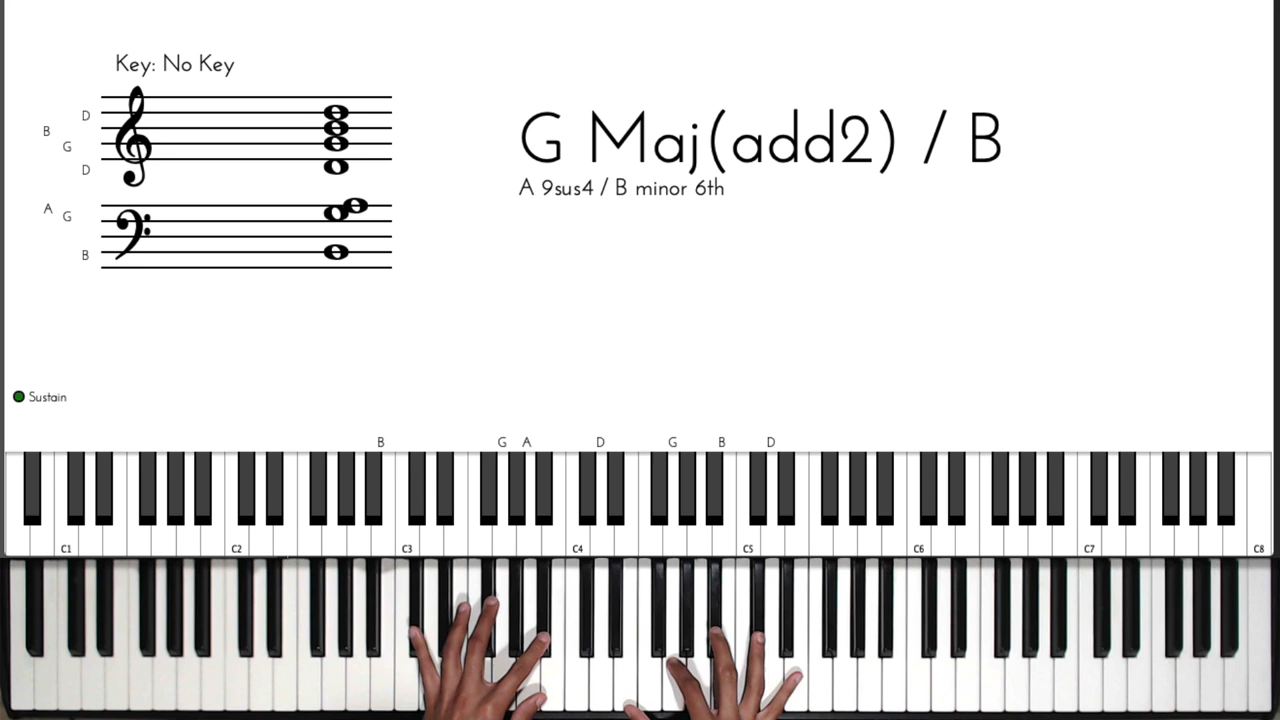 Key: No Key
D
B
G
D
A
G
B
G Maj(add2) / B
A 9sus4 / B minor 6th
Sustain
B G A D G B D
C1 C2 C3 C4 C5 C6 C7 C8